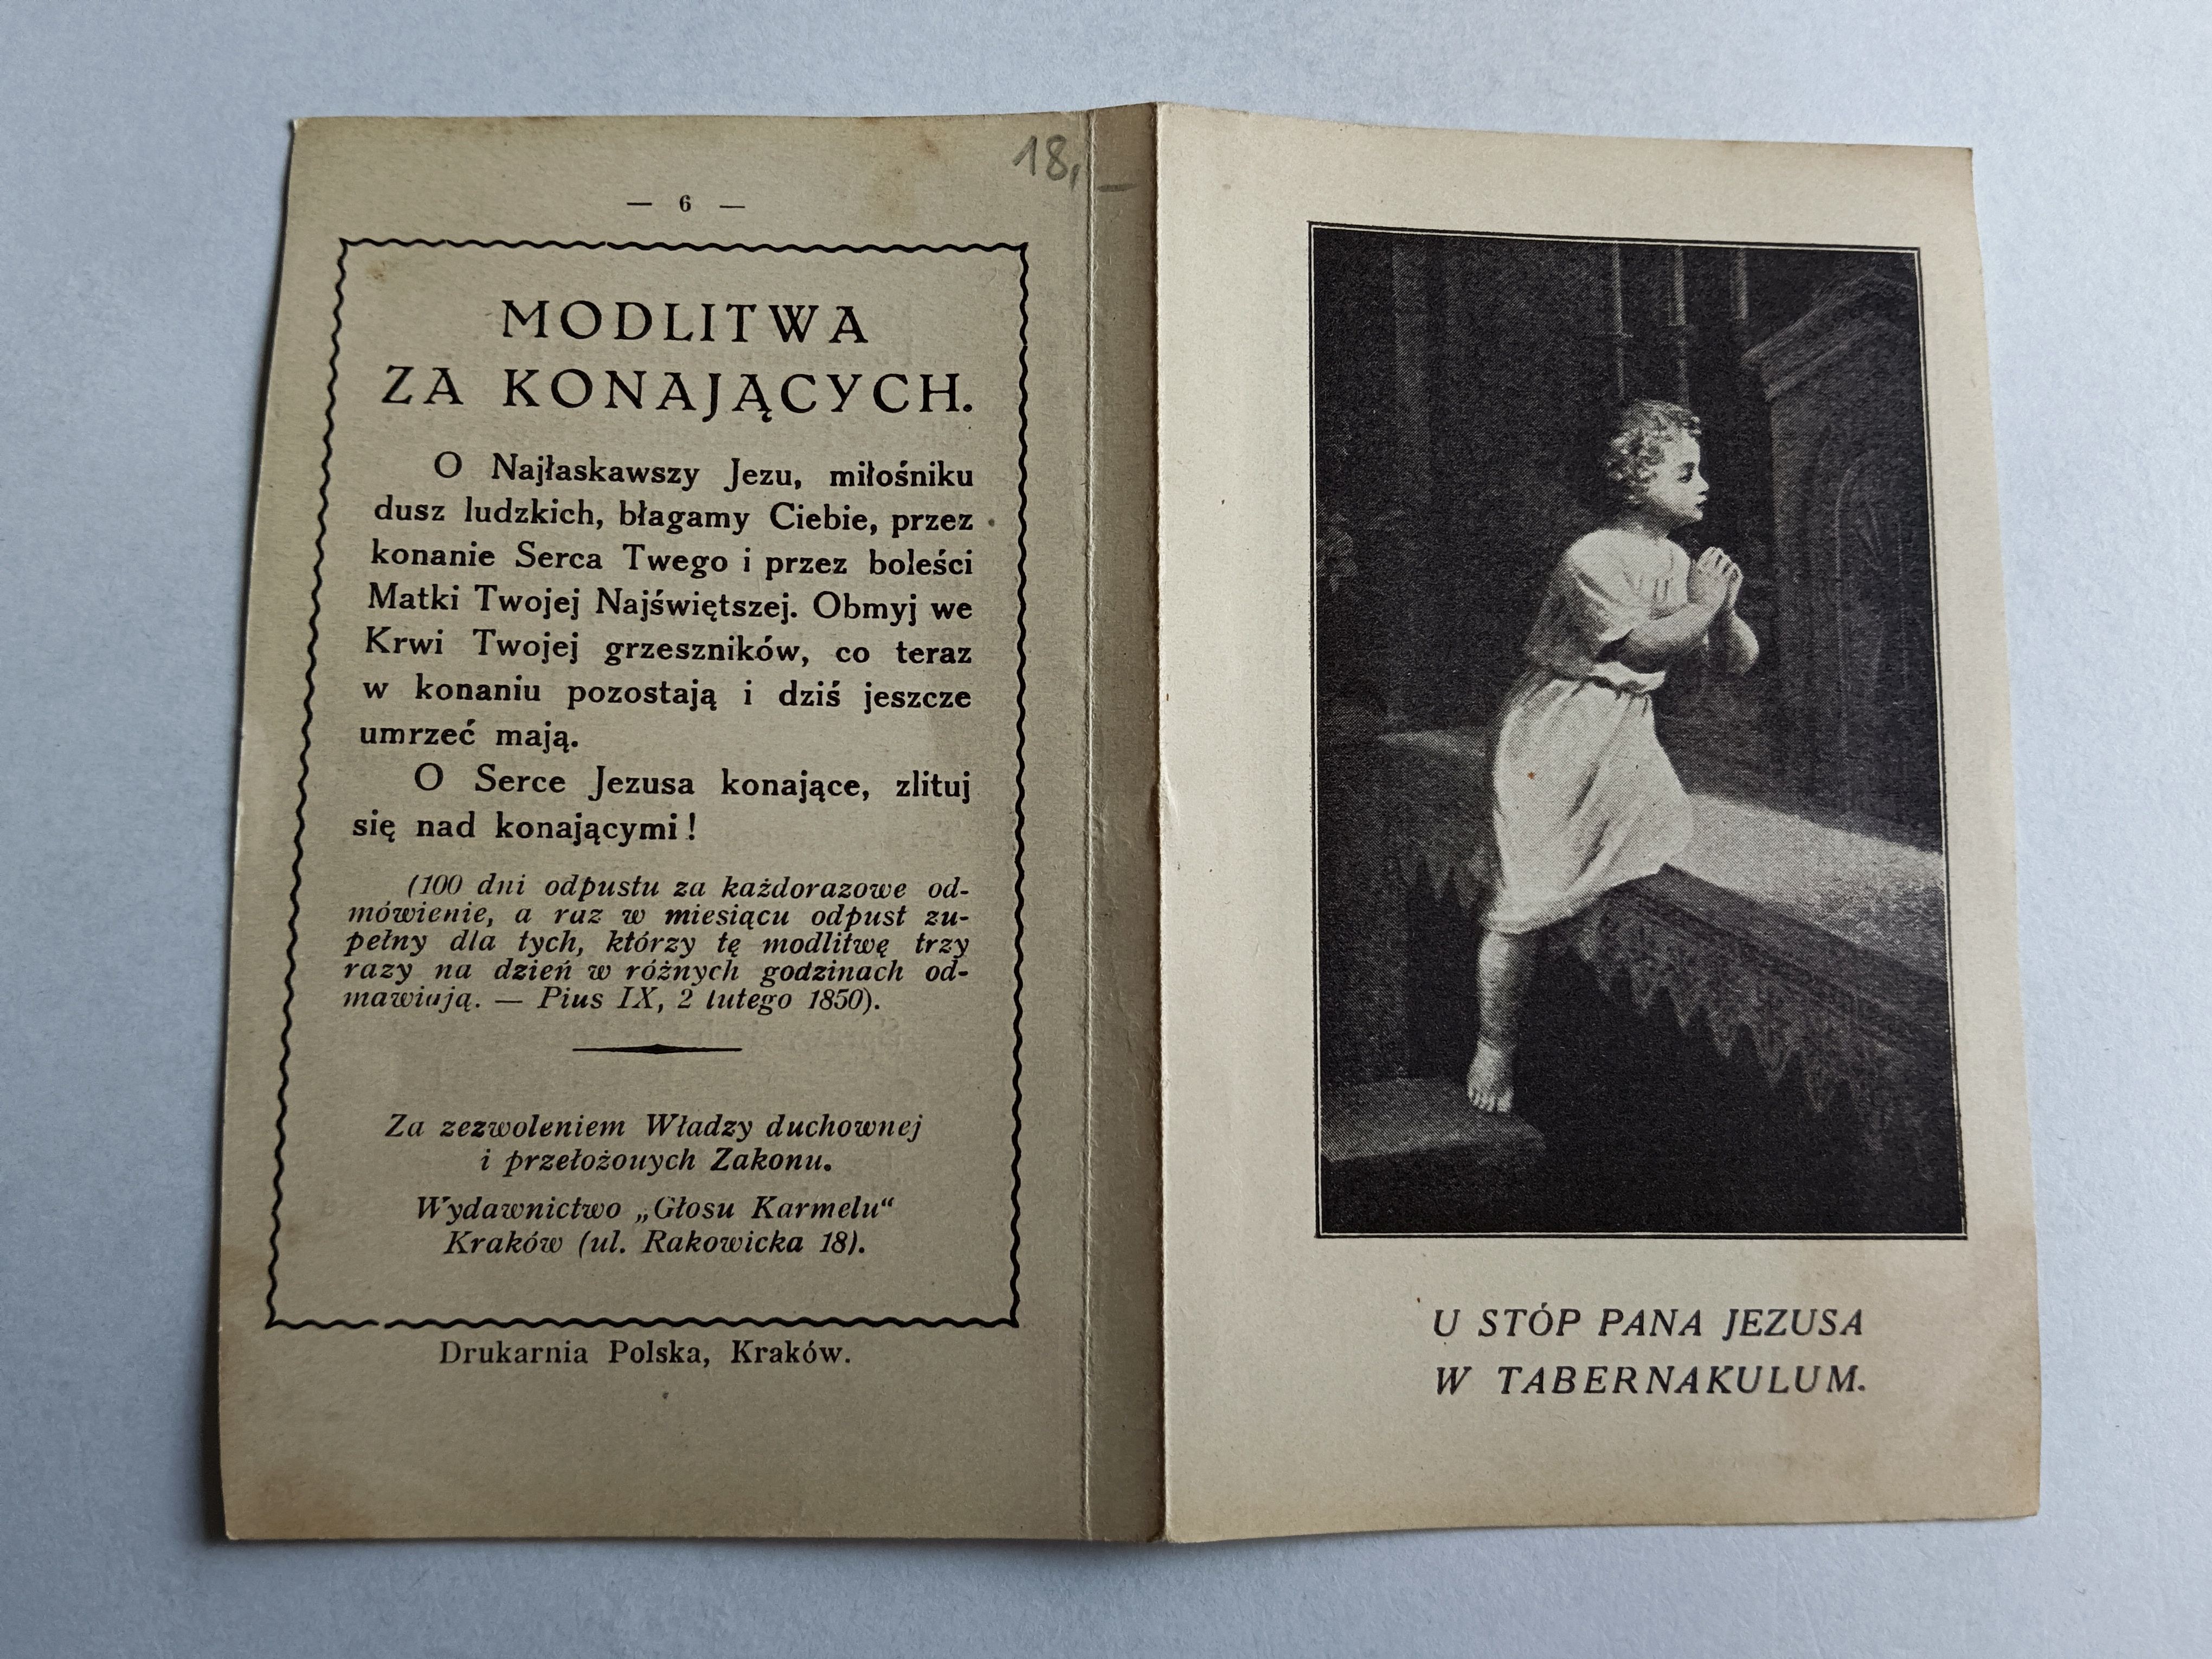 18,—
— 6 —
MODLITWA
ZA KONAJĄCYCH.
O Najłaskawszy Jezu, miłośniku
dusz ludzkich, błagamy Ciebie, przez
konanie Serca Twego i przez boleści
Matki Twojej Najświętszej. Obmyj we
Krwi Twojej grzeszników, co teraz
w konaniu pozostają i dziś jeszcze
umrzeć mają.
O Serce Jezusa konające, zlituj
się nad konającymi!
(100 dni odpustu za każdorazowe od-
mówienie, a raz w miesiącu odpust zu-
pełny dla tych, którzy tę modlitwę trzy
razy na dzień w różnych godzinach od-
mawiają. — Pius IX, 2 lutego 1850).
Za zezwoleniem Władzy duchownej
i przełożonych Zakonu.
Wydawnictwo „Głosu Karmelu“
Kraków (ul. Rakowicka 18).
Drukarnia Polska, Kraków.
U STÓP PANA JEZUSA
W TABERNAKULUM.